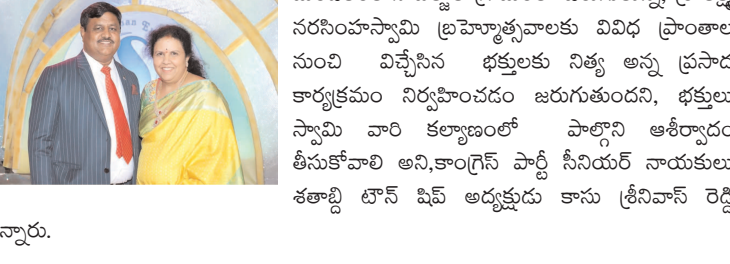 నరసింహస్వామి బ్రహ్మోత్సవాలకు వివిధ ప్రాంతాల
నుంచి విచ్చేసిన భక్తులకు నిత్య అన్న ప్రసాద
కార్యక్రమం నిర్వహించడం జరుగుతుందని, భక్తులు
స్వామి వారి కల్యాణంలో పాల్గొని ఆశీర్వాదం
తీసుకోవాలి అని,కాంగ్రెస్ పార్టీ సీనియర్ నాయకులు
శతాబ్ది టౌన్ షిప్ అధ్యక్షుడు కాసు శ్రీనివాస్ రెడ్డి
న్నారు.